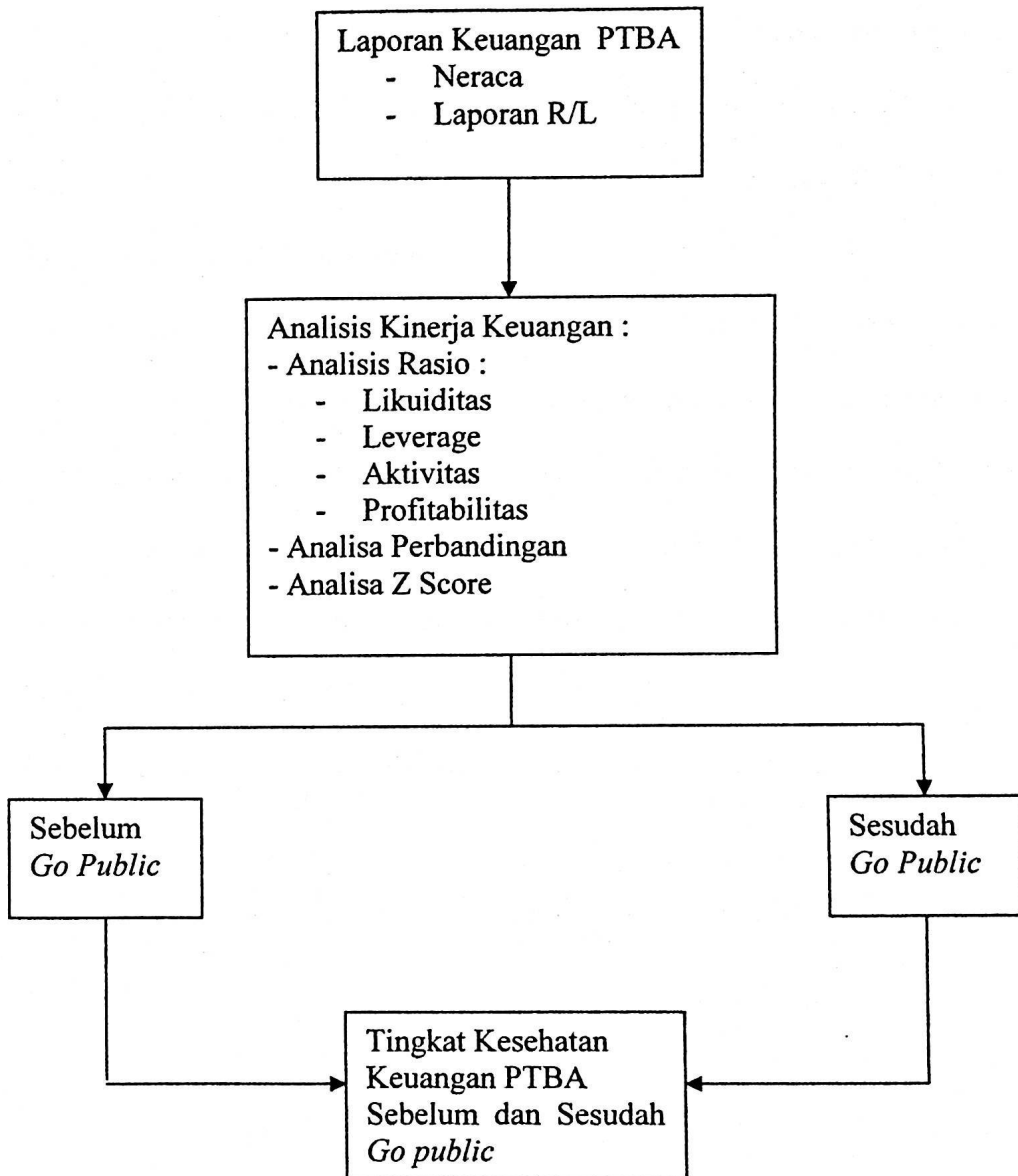 Laporan Keuangan PTBA
- Neraca
- Laporan R/L
Analisis Kinerja Keuangan :
- Analisis Rasio :
- Likuiditas
- Leverage
- Aktivitas
- Profitabilitas
- Analisa Perbandingan
- Analisa Z Score
Sebelum
Go Public
Sesudah
Go Public
Tingkat Kesehatan
Keuangan PTBA
Sebelum dan Sesudah
Go public